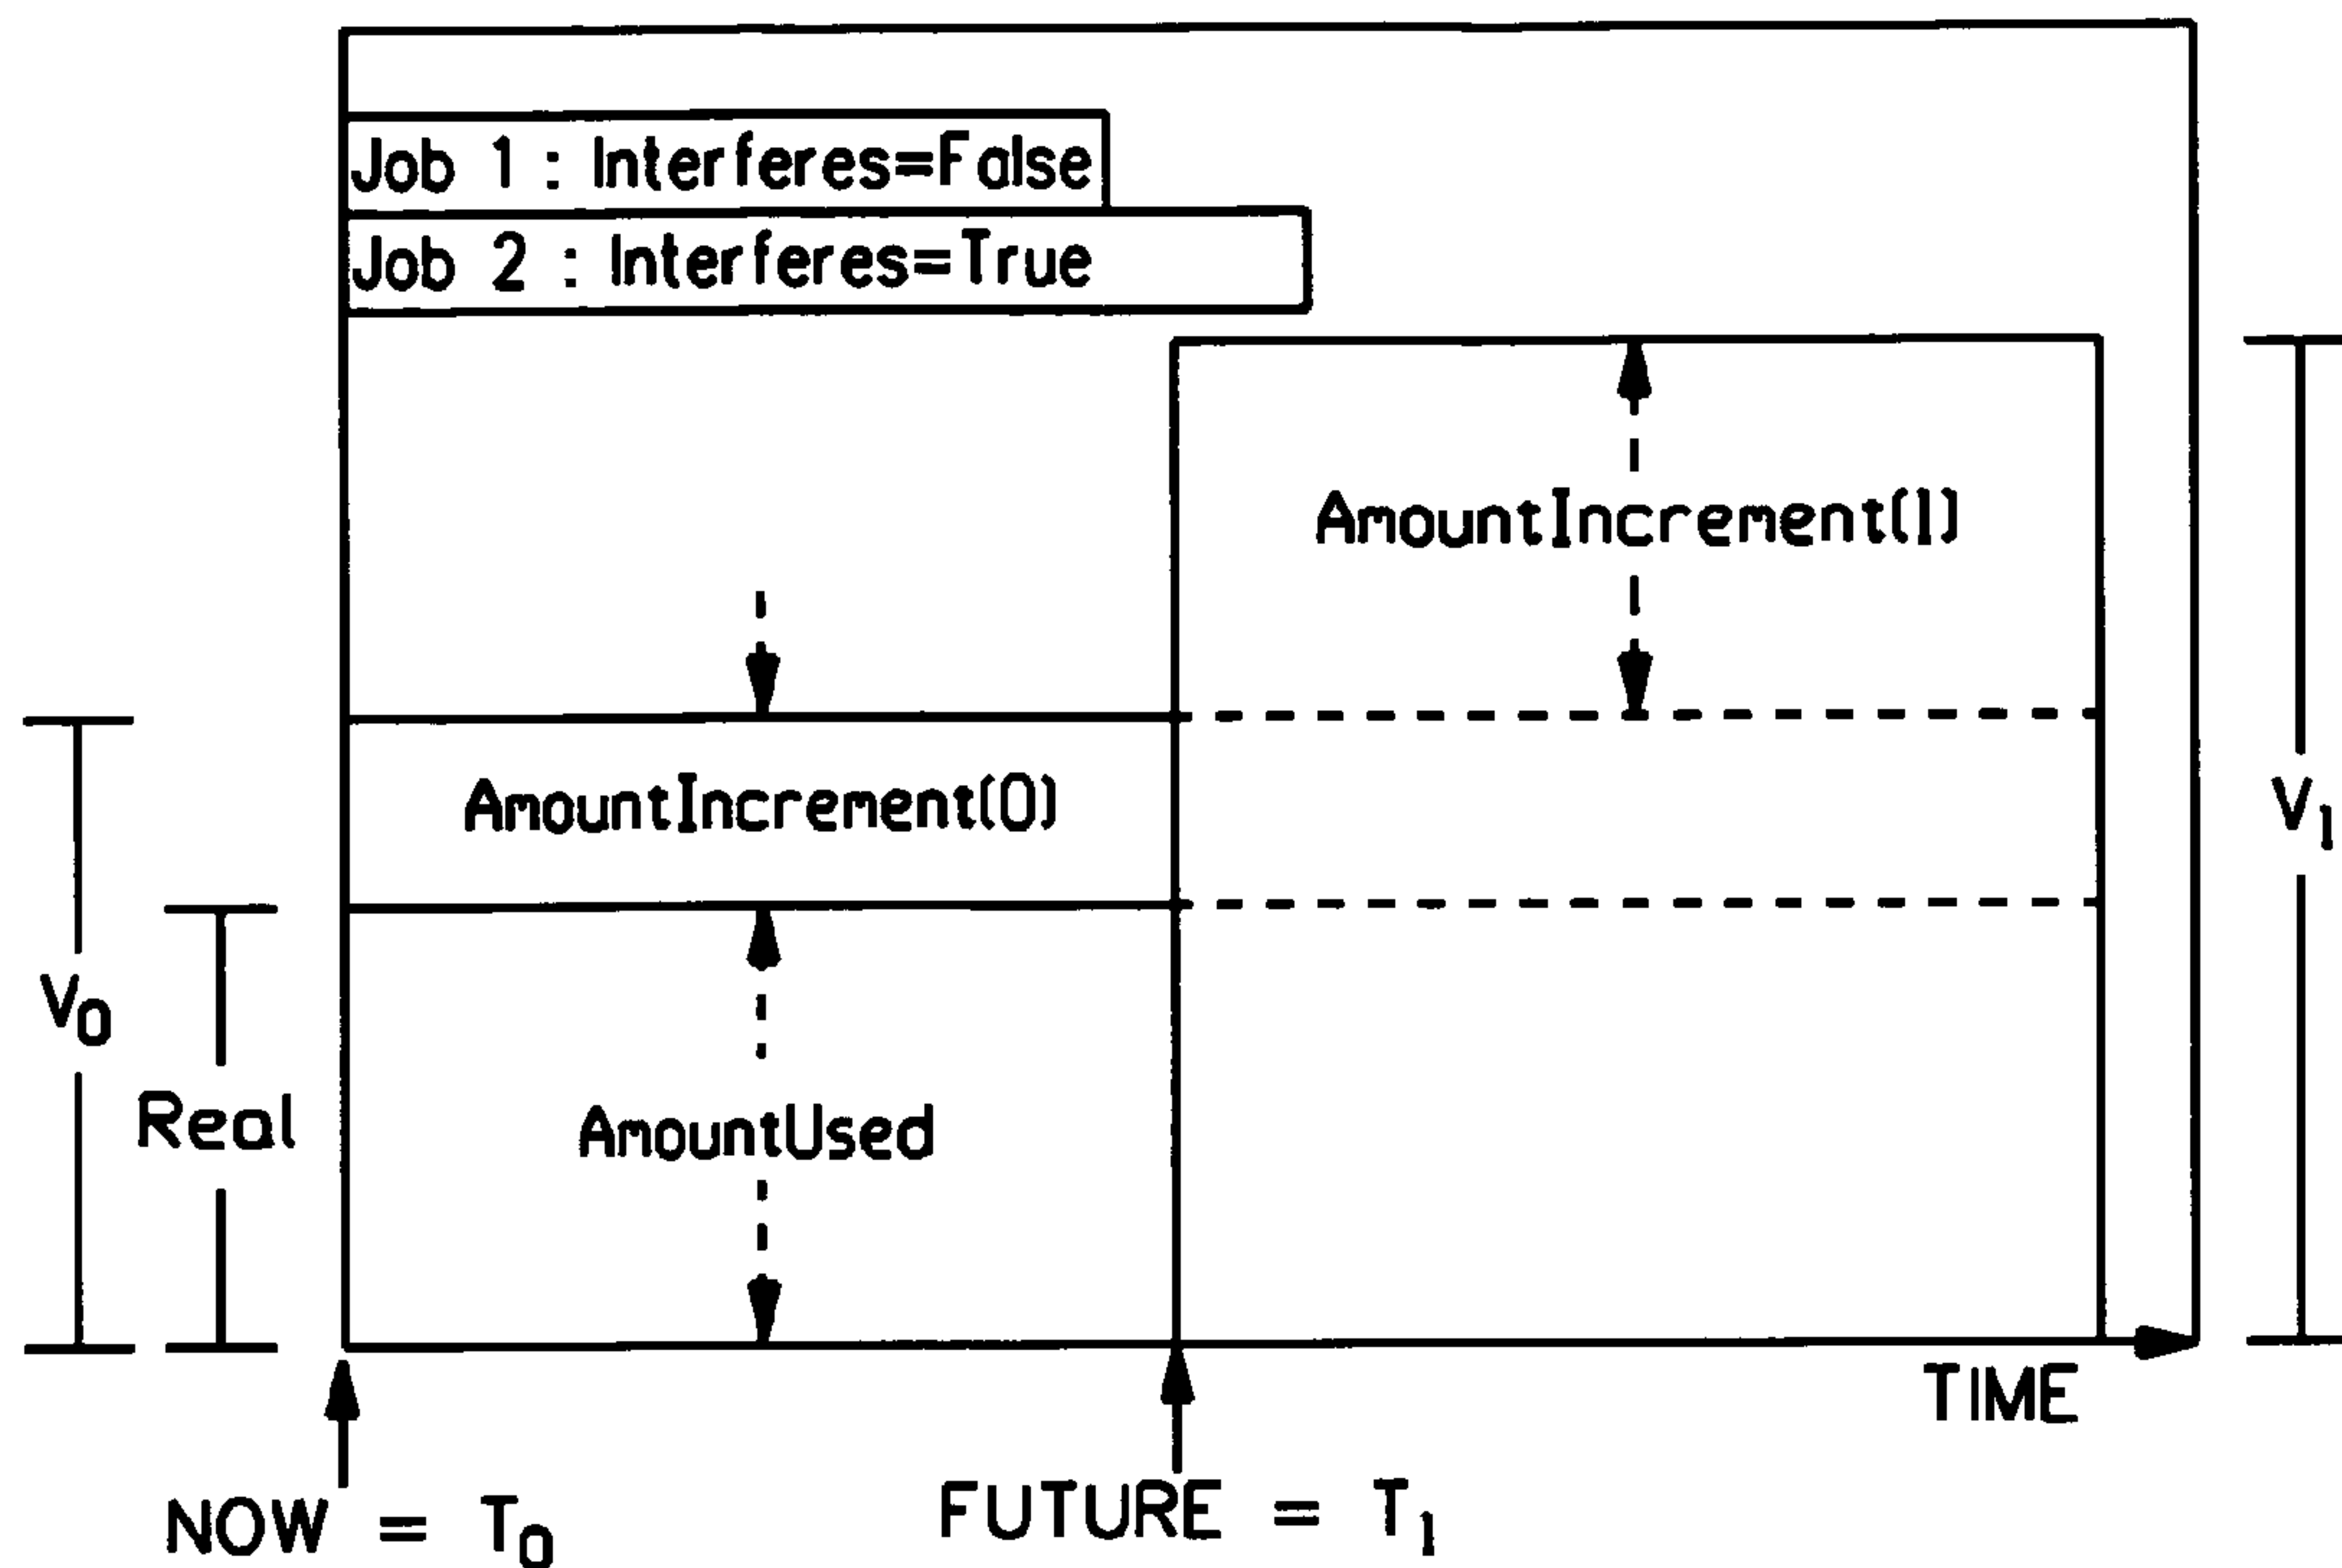 Job 1 : Interferes=False
Job 2 : Interferes=True
AmountIncrement(1)
AmountIncrement(0)
V1
V0
Real
AmountUsed
TIME
NOW = T0
FUTURE = T1